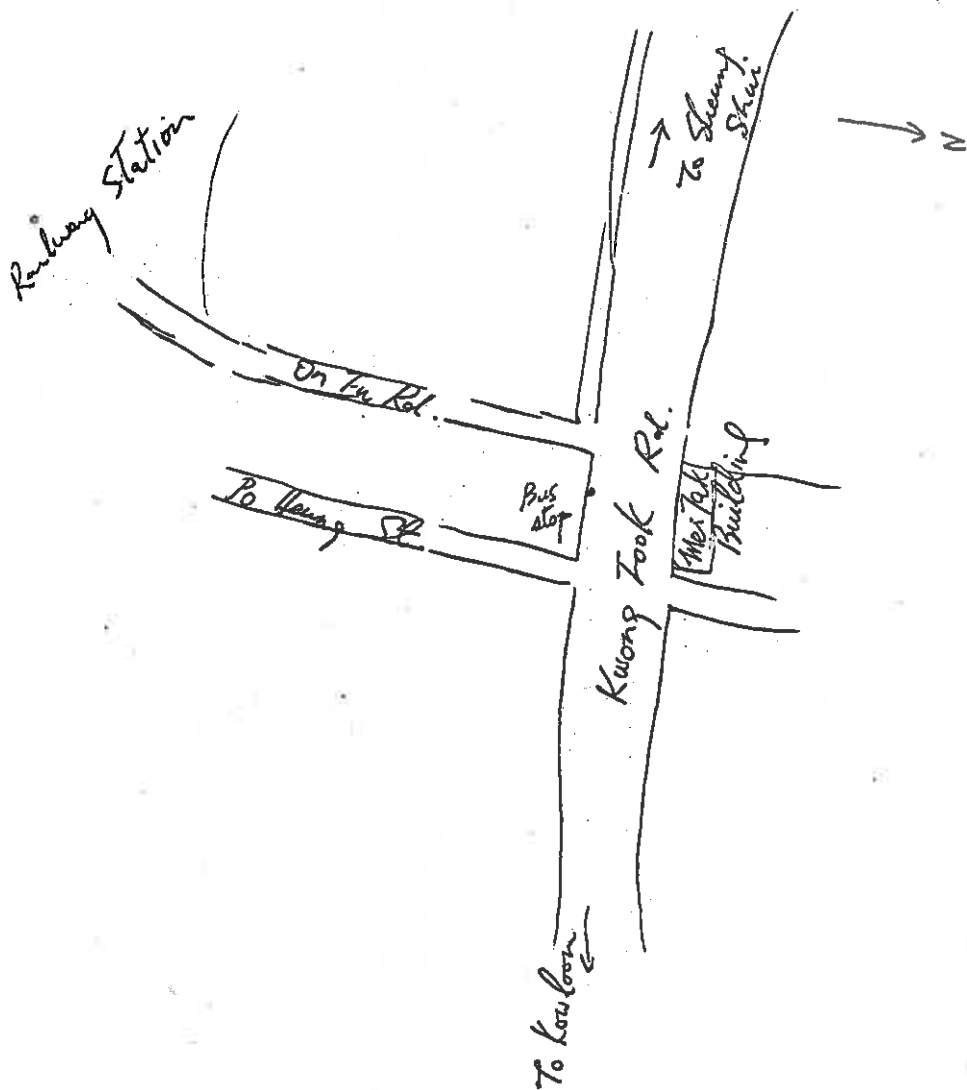 Railway Station
On Fu Rd.
Po Heung St
Bus
stop
Kwong Fook Rd.
Mei Fak
Building
→
To Sheung
Shui
N
To Kowloon
←